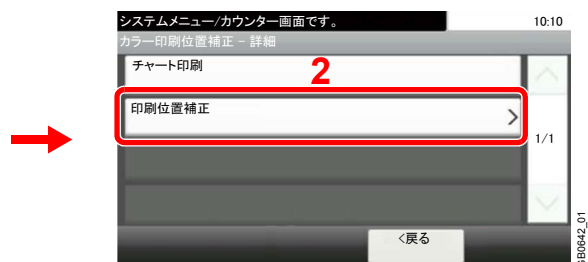 システムメニュー/カウンター画面です。
10:10
カラー印刷位置補正 - 詳細
チャート印刷
2
印刷位置補正
1/1
<戻る
GB0642_01